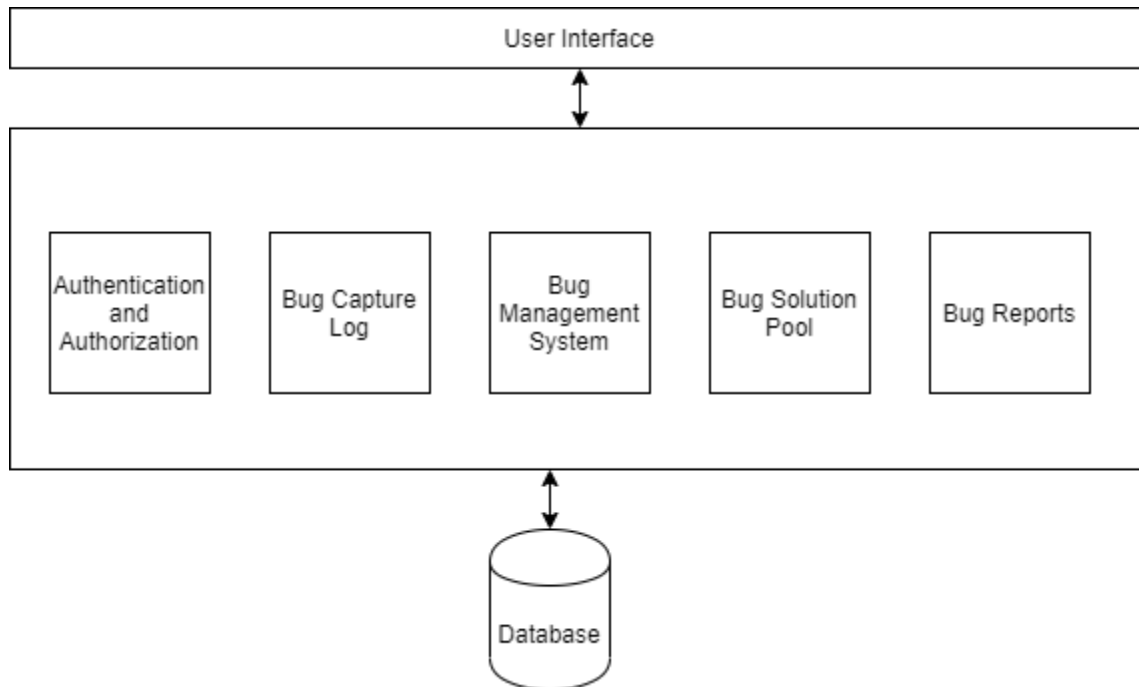 User Interface
Authentication
and
Authorization
Bug Capture
Log
Bug
Management
System
Bug Solution
Pool
Bug Reports
Database